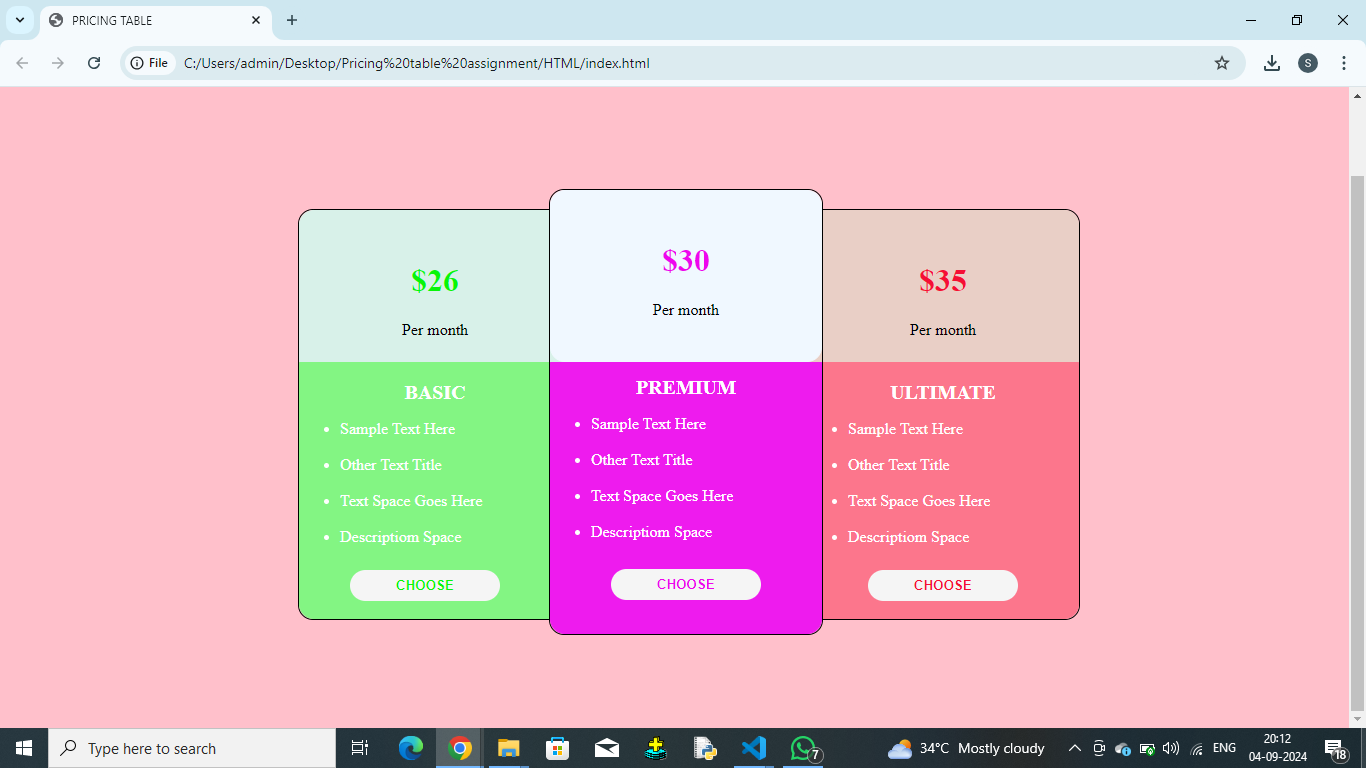 PRICING TABLE
File
C:/Users/admin/Desktop/Pricing%20table%20assignment/HTML/index.html
S
$26
Per month
BASIC
Sample Text Here
Other Text Title
Text Space Goes Here
Descriptiom Space
CHOOSE
$30
Per month
PREMIUM
Sample Text Here
Other Text Title
Text Space Goes Here
Descriptiom Space
CHOOSE
$35
Per month
ULTIMATE
Sample Text Here
Other Text Title
Text Space Goes Here
Descriptiom Space
CHOOSE
Type here to search
7
34°C Mostly cloudy
ENG
20:12
04-09-2024
18